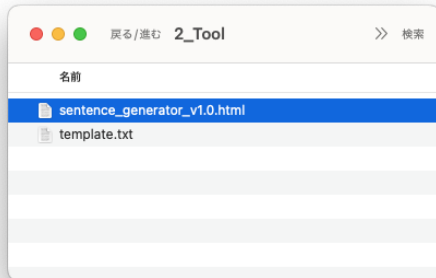 戻る/進む 2_Tool 検索
名前
sentence_generator_v1.0.html
template.txt